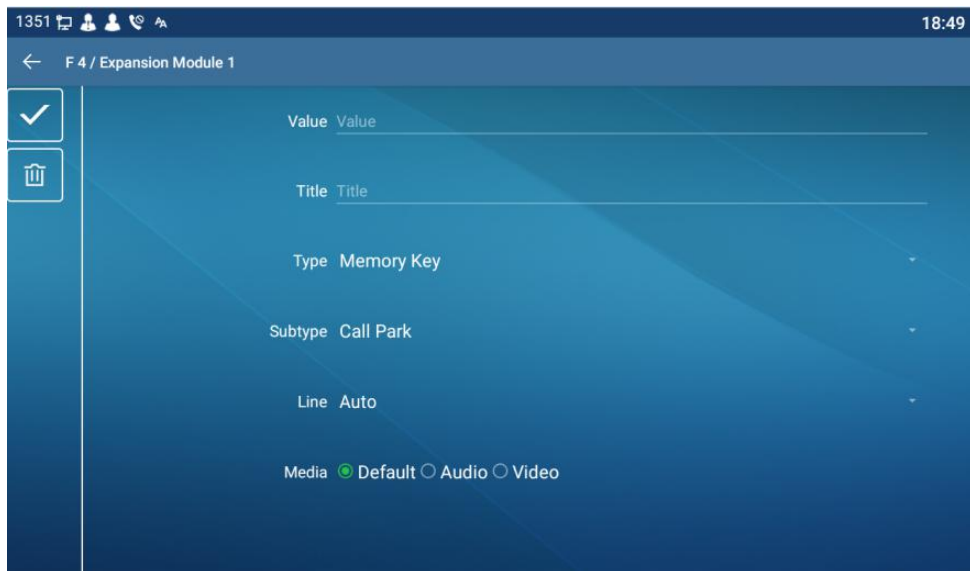 1351 18:49
F 4 / Expansion Module 1
Value Value
Title Title
Type Memory Key
Subtype Call Park
Line Auto
Media Default Audio Video